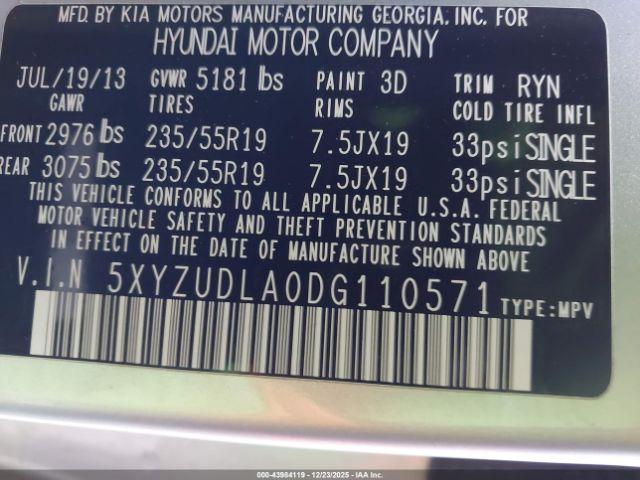 MFD. BY KIA MOTORS MANUFACTURING GEORGIA, INC. FOR
HYUNDAI MOTOR COMPANY
JUL/19/13 GVWR 5181 lbs PAINT 3D TRIM RYN
GAWR TIRES RIMS COLD TIRE INFL
FRONT 2976 lbs 235/55R19 7.5JX19 33psi SINGLE
REAR 3075 lbs 235/55R19 7.5JX19 33psi SINGLE
THIS VEHICLE CONFORMS TO ALL APPLICABLE U.S.A. FEDERAL
MOTOR VEHICLE SAFETY AND THEFT PREVENTION STANDARDS
IN EFFECT ON THE DATE OF MANUFACTURE SHOWN ABOVE.
V.I.N 5XYZUDLA0DG110571 TYPE:MPV
000-43984119 - 12/23/2025 - IAAI, Inc.